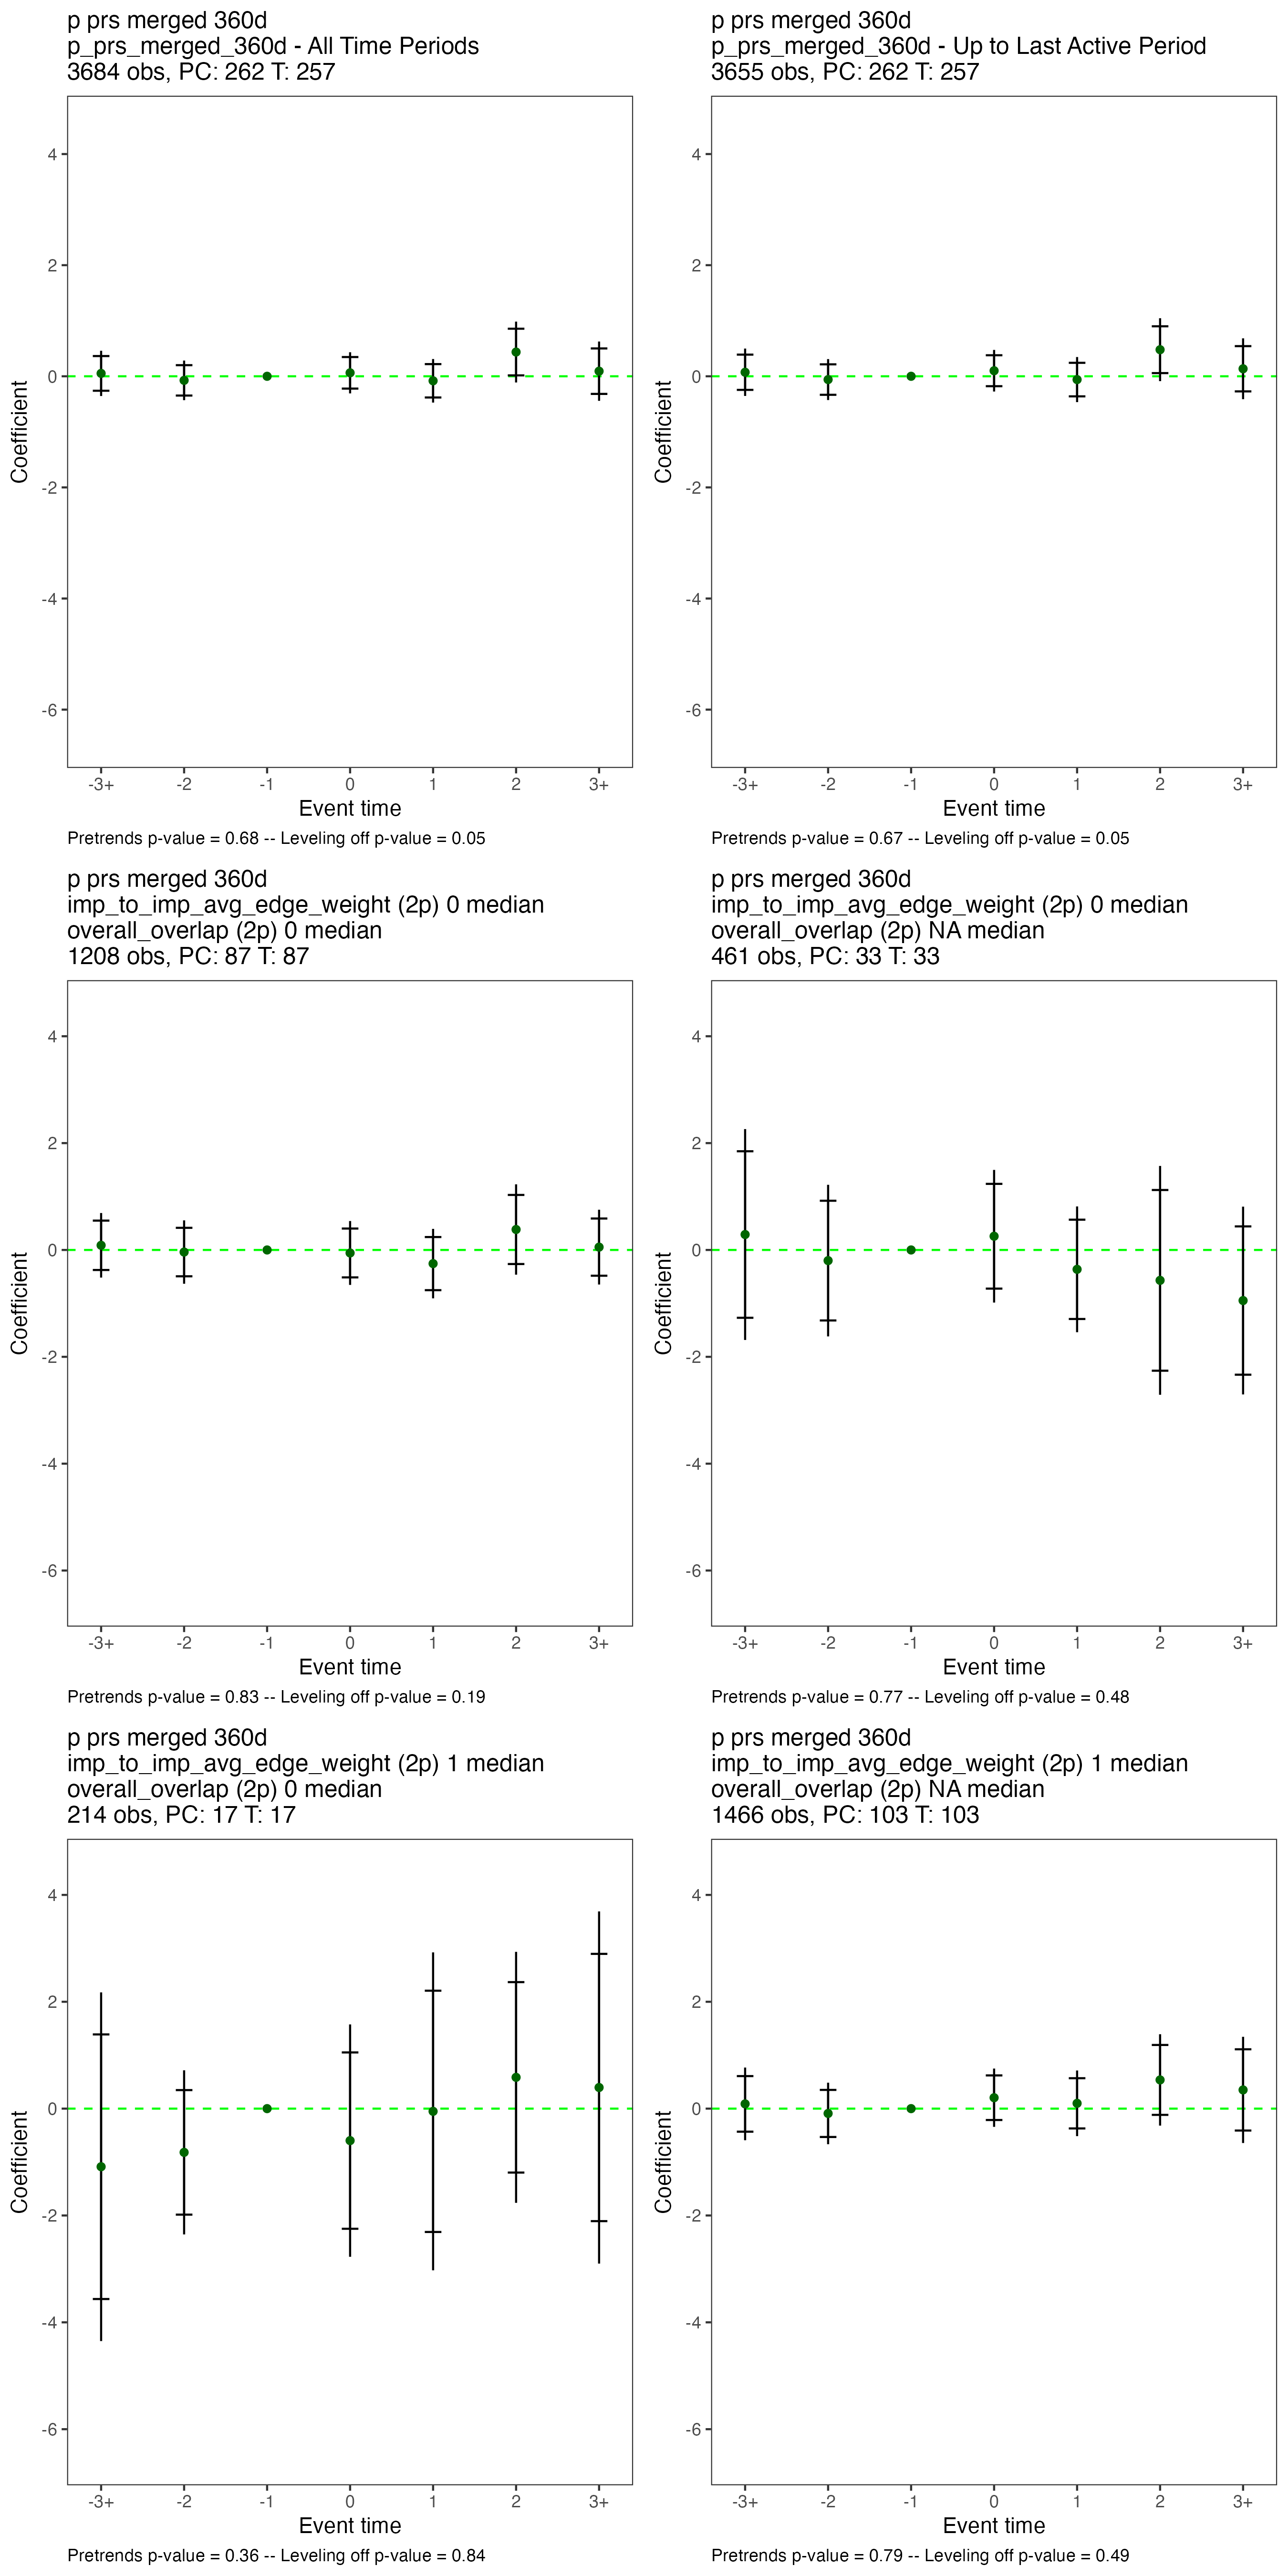 p prs merged 360d
p_prs_merged_360d - All Time Periods
3684 obs, PC: 262 T: 257
4
2
0
-2
-4
-6
Coefficient
-3+ -2 -1 0 1 2 3+
Event time
Pretrends p-value = 0.68 -- Leveling off p-value = 0.05
p prs merged 360d
p_prs_merged_360d - Up to Last Active Period
3655 obs, PC: 262 T: 257
4
2
0
-2
-4
-6
Coefficient
-3+ -2 -1 0 1 2 3+
Event time
Pretrends p-value = 0.67 -- Leveling off p-value = 0.05
p prs merged 360d
imp_to_imp_avg_edge_weight (2p) 0 median
overall_overlap (2p) 0 median
1208 obs, PC: 87 T: 87
4
2
0
-2
-4
-6
Coefficient
-3+ -2 -1 0 1 2 3+
Event time
Pretrends p-value = 0.83 -- Leveling off p-value = 0.19
p prs merged 360d
imp_to_imp_avg_edge_weight (2p) 0 median
overall_overlap (2p) NA median
461 obs, PC: 33 T: 33
4
2
0
-2
-4
-6
Coefficient
-3+ -2 -1 0 1 2 3+
Event time
Pretrends p-value = 0.77 -- Leveling off p-value = 0.48
p prs merged 360d
imp_to_imp_avg_edge_weight (2p) 1 median
overall_overlap (2p) 0 median
214 obs, PC: 17 T: 17
4
2
0
-2
-4
-6
Coefficient
-3+ -2 -1 0 1 2 3+
Event time
Pretrends p-value = 0.36 -- Leveling off p-value = 0.84
p prs merged 360d
imp_to_imp_avg_edge_weight (2p) 1 median
overall_overlap (2p) NA median
1466 obs, PC: 103 T: 103
4
2
0
-2
-4
-6
Coefficient
-3+ -2 -1 0 1 2 3+
Event time
Pretrends p-value = 0.79 -- Leveling off p-value = 0.49